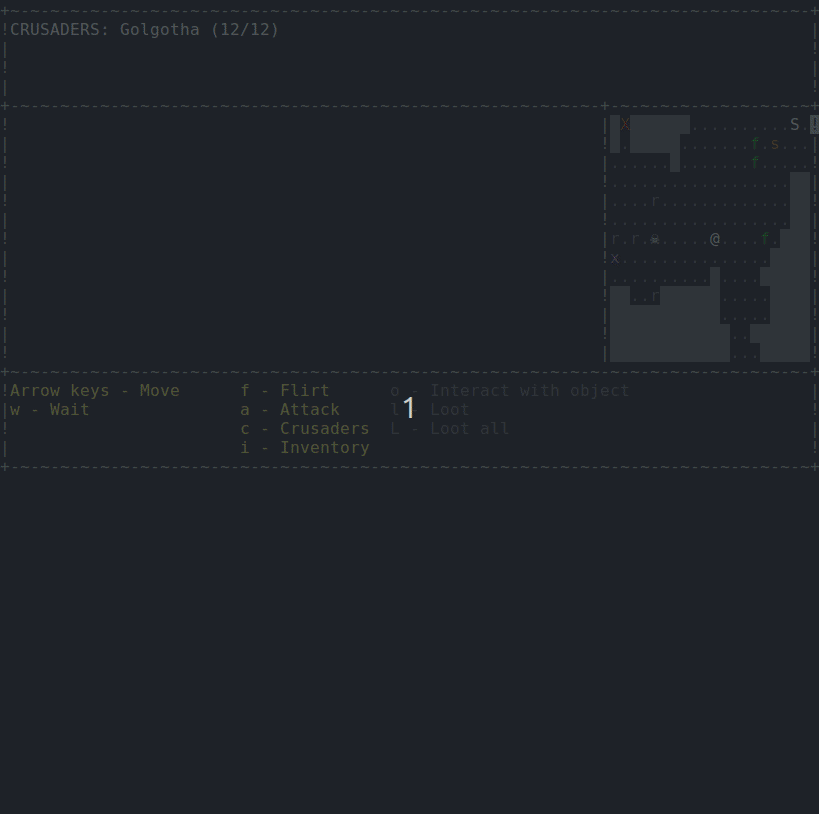 CRUSADERS: Golgotha (12/12)
X..........S.!
..........f.s...
..............f.....
..................
....r.............
..................
r.r.☠.....@....f.
x...............
..............
..r.....
.....
..
...
Arrow keys - Move f - Flirt o - Interact with object
w - Wait a - Attack l - Loot
c - Crusaders L - Loot all
i - Inventory
1